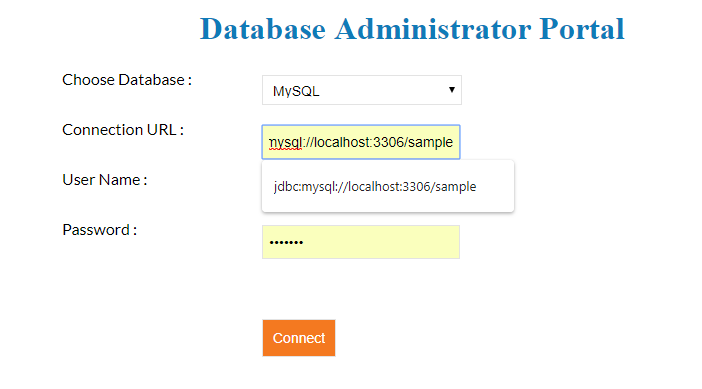 Database Administrator Portal
Choose Database :
MySQL
Connection URL :
mysql://localhost:3306/sample
User Name :
jdbc:mysql://localhost:3306/sample
Password :
•••••••
Connect